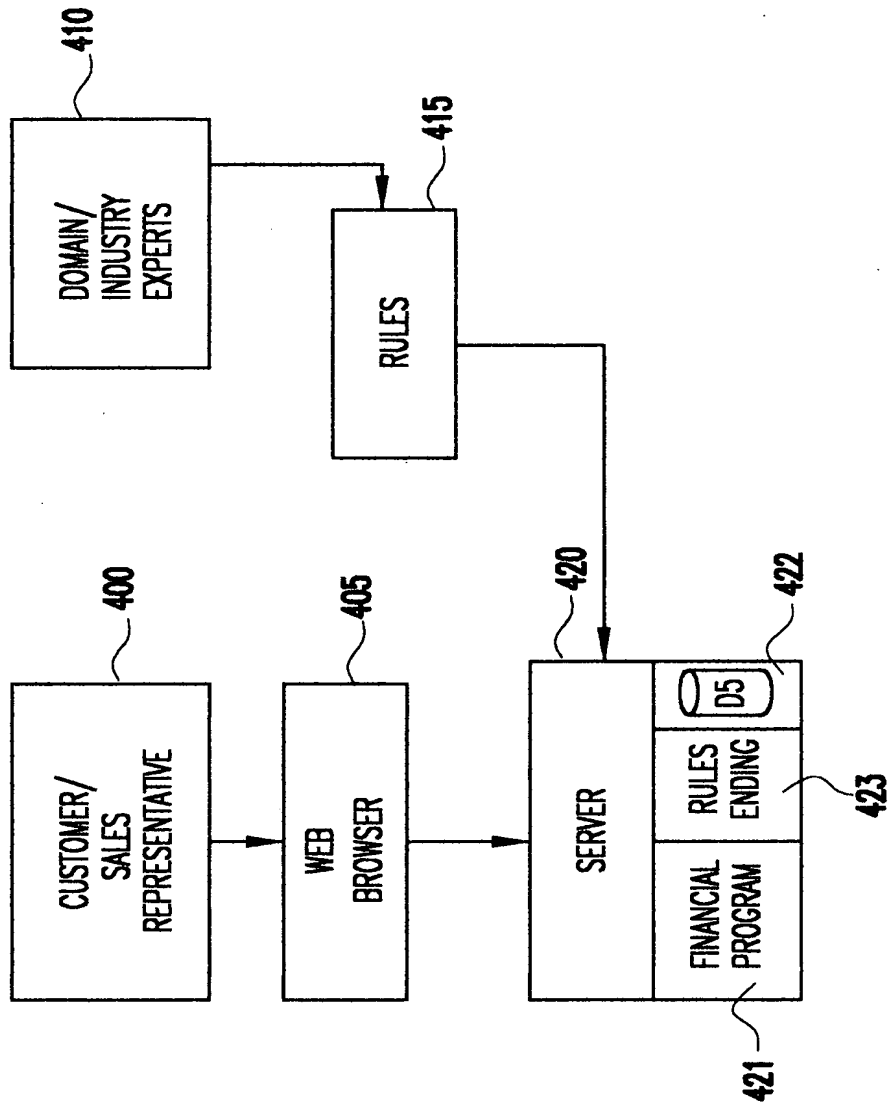 400
CUSTOMER/
SALES
REPRESENTATIVE
405
WEB
BROWSER
410
DOMAIN/
INDUSTRY
EXPERTS
415
RULES
420
SERVER
FINANCIAL
PROGRAM
421
RULES
ENDING
423
D5
422